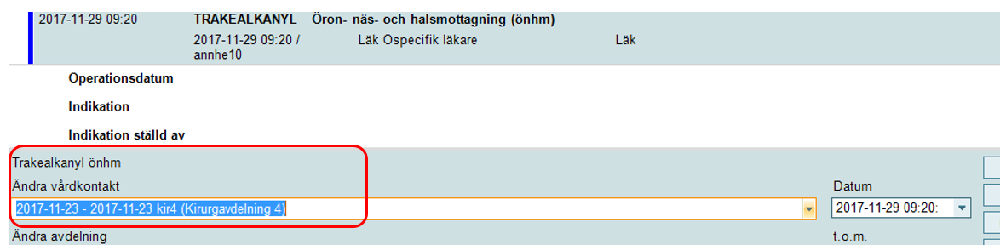 2017-11-29 09:20 TRAKEALKANYL Öron- näs- och halsmottagning (önhm)
2017-11-29 09:20 / Läk Ospecifik läkare Läk
annhe10
Operationsdatum
Indikation
Indikation ställd av
Trakealkanyl önhm
Ändra vårdkontakt Datum
2017-11-23 - 2017-11-23 kir4 (Kirurgavdelning 4) 2017-11-29 09:20:
Ändra avdelning t.o.m.